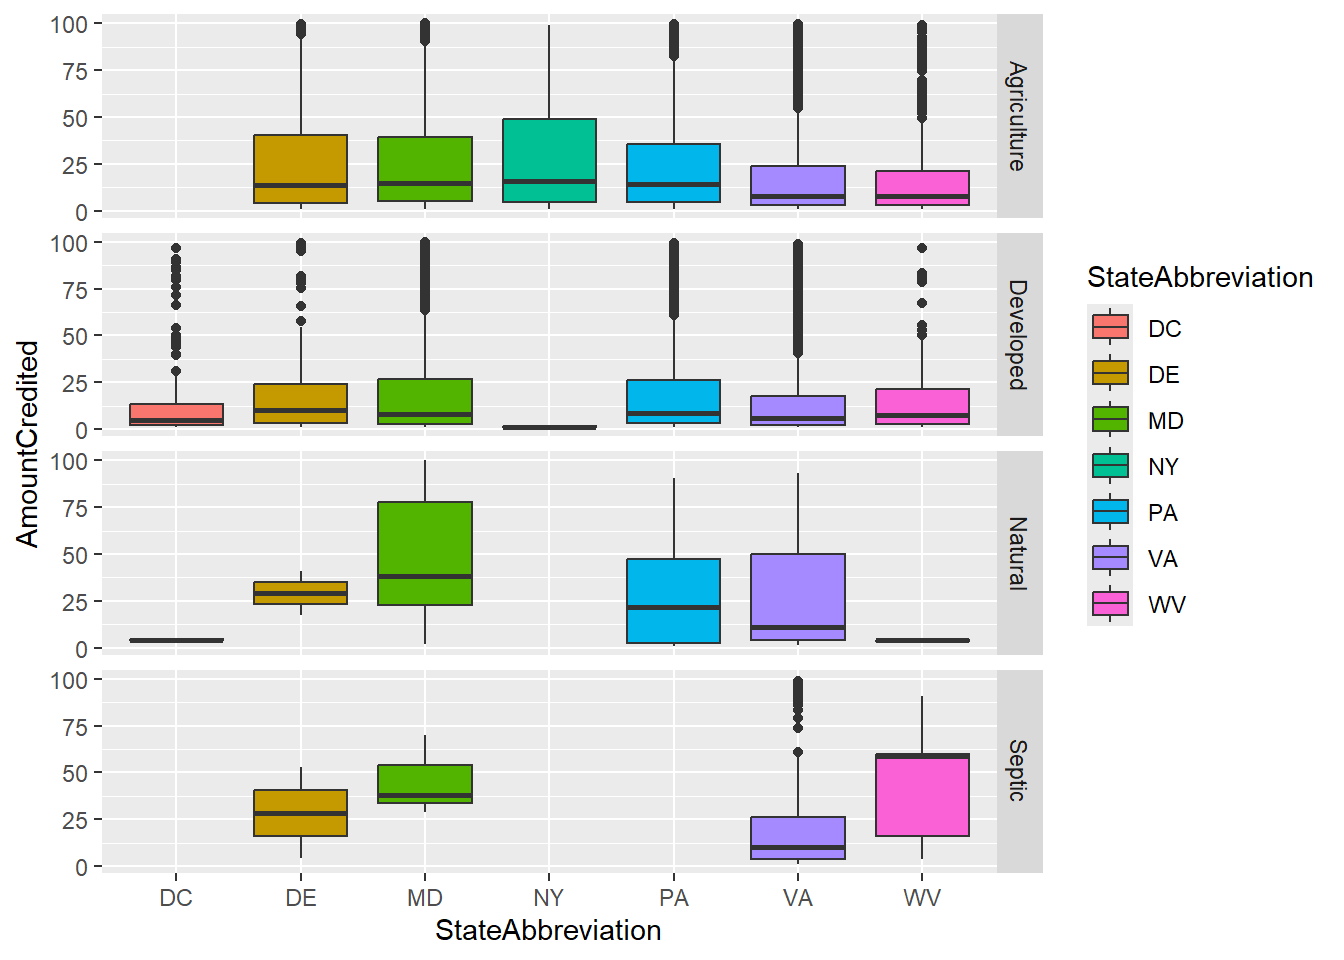 100
75
50
25
0
Agriculture
100
75
50
25
0
Developed
100
75
50
25
0
Natural
100
75
50
25
0
Septic
AmountCredited
DC DE MD NY PA VA WV
StateAbbreviation
StateAbbreviation
DC
DE
MD
NY
PA
VA
WV